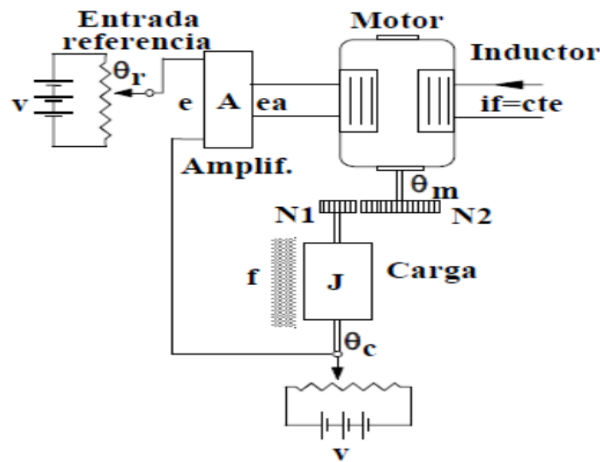 Entrada
referencia
Motor
Inductor
θr
v
e
A
ea
if=cte
Amplif.
θm
N1
N2
f
J
Carga
θc
v